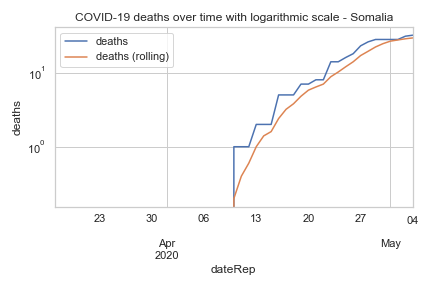 COVID-19 deaths over time with logarithmic scale - Somalia
deaths
deaths (rolling)
10¹
10⁰
deaths
23 30 06 13 20 27 04
Apr May
2020
dateRep